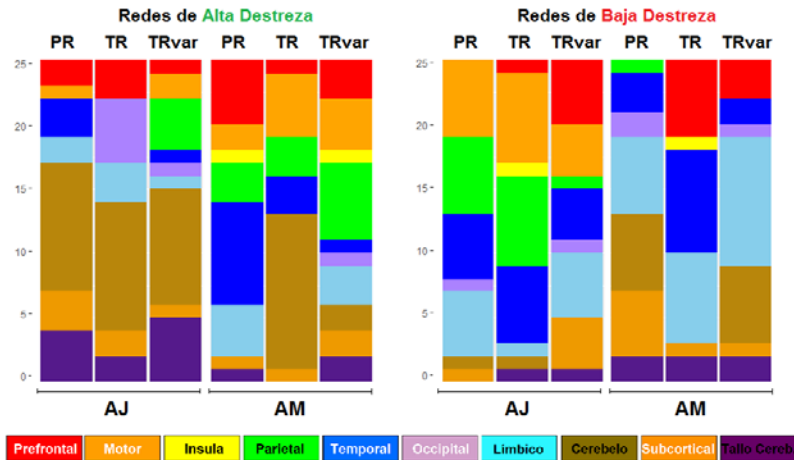 Redes de Alta Destreza
Redes de Baja Destreza
PR TR TRvar PR TR TRvar
PR TR TRvar PR TR TRvar
25
20
15
10
5
0
25
20
15
10
5
0
AJ AM
AJ AM
Prefrontal Motor Insula Parietal Temporal Occipital Limbico Cerebelo Subcortical Tallo Cereb